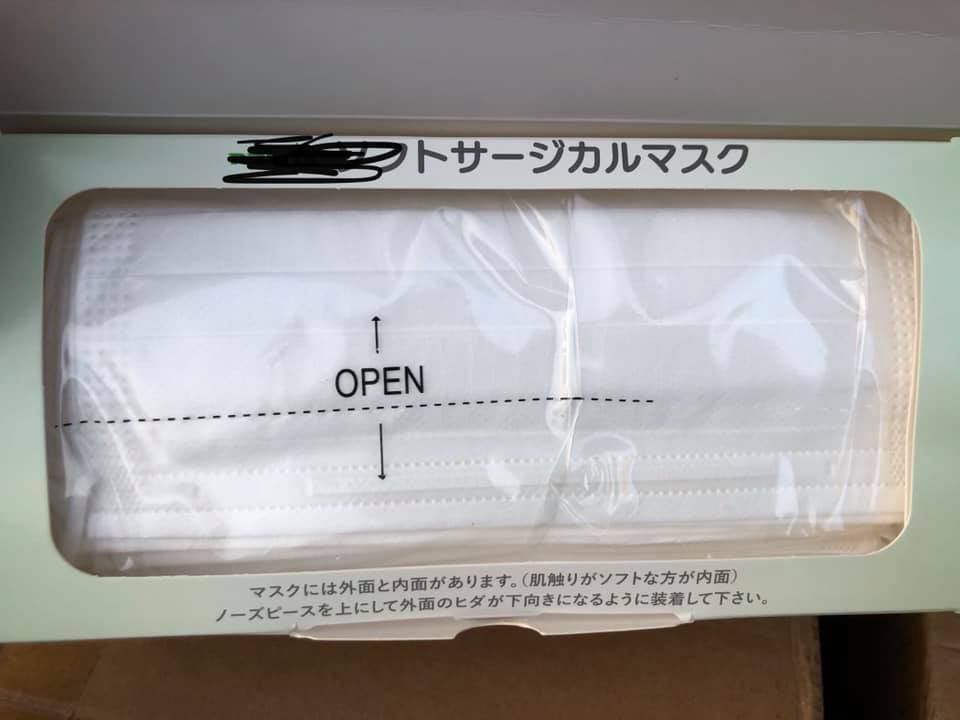 フトサージカルマスク
OPEN
マスクには外面と内面があります。(肌触りがソフトな方が内面)
ノーズピースを上にして外面のヒダが下向きになるように装着して下さい。